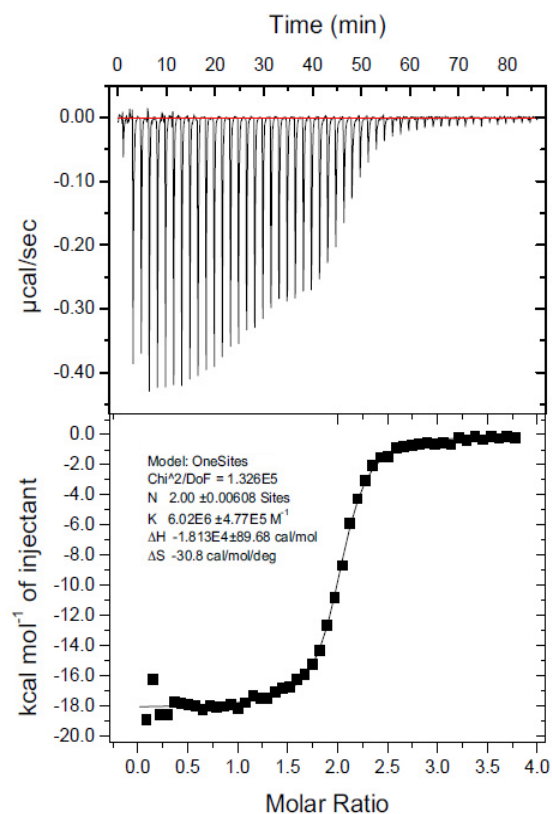 Time (min)
0 10 20 30 40 50 60 70 80
0.00
-0.10
-0.20
-0.30
-0.40
µcal/sec
0.0
-2.0
-4.0
-6.0
-8.0
-10.0
-12.0
-14.0
-16.0
-18.0
-20.0
kcal mol⁻¹ of injectant
Model: OneSites
Chi^2/DoF = 1.326E5
N 2.00 ±0.00608 Sites
K 6.02E6 ±4.77E5 M⁻¹
ΔH -1.813E4±89.68 cal/mol
ΔS -30.8 cal/mol/deg
0.0 0.5 1.0 1.5 2.0 2.5 3.0 3.5 4.0
Molar Ratio